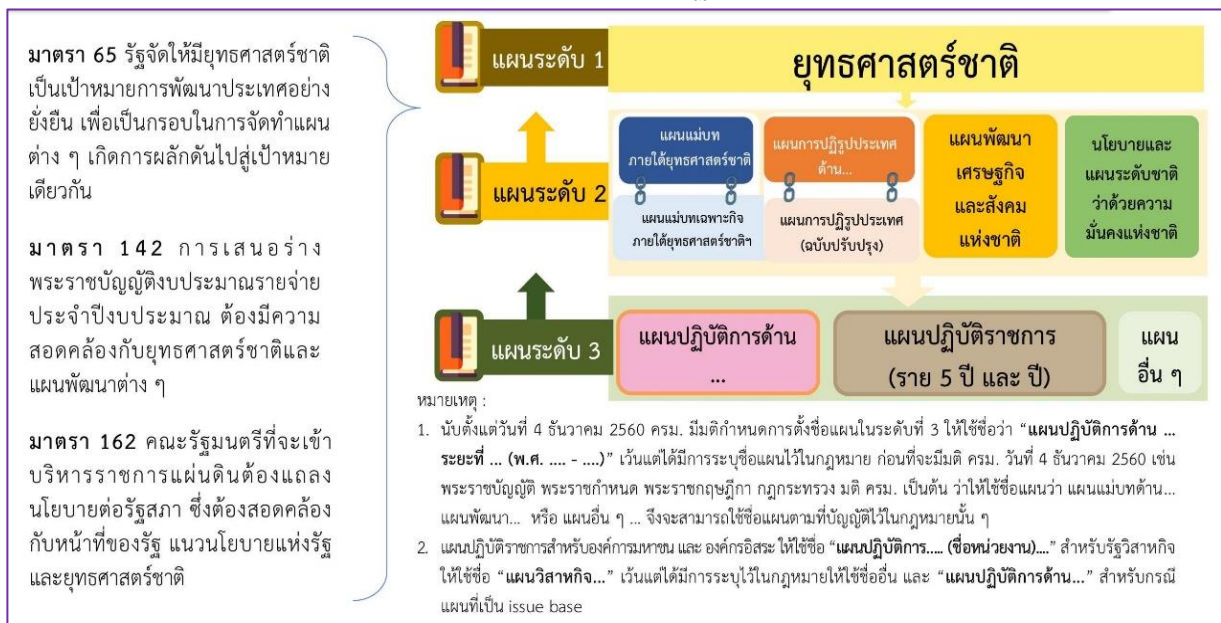 มาตรา 65 รัฐจัดให้มียุทธศาสตร์ชาติ
เป็นเป้าหมายการพัฒนาประเทศอย่าง
ยั่งยืน เพื่อเป็นกรอบในการจัดทำแผน
ต่าง ๆ เกิดการผลักดันไปสู่เป้าหมาย
เดียวกัน
มาตรา 142 การเสนอร่าง
พระราชบัญญัติงบประมาณรายจ่าย
ประจำปีงบประมาณ ต้องมีความ
สอดคล้องกับยุทธศาสตร์ชาติและ
แผนพัฒนาต่าง ๆ
มาตรา 162 คณะรัฐมนตรีที่จะเข้า
บริหารราชการแผ่นดินต้องแถลง
นโยบายต่อรัฐสภา ซึ่งต้องสอดคล้อง
กับหน้าที่ของรัฐ แนวนโยบายแห่งรัฐ
และยุทธศาสตร์ชาติ
แผนระดับ 1
ยุทธศาสตร์ชาติ
แผนระดับ 2
แผนแม่บท
ภายใต้ยุทธศาสตร์ชาติ
แผนแม่บทเฉพาะกิจ
ภายใต้ยุทธศาสตร์ชาติฯ
แผนการปฏิรูปประเทศ
ด้าน...
แผนการปฏิรูปประเทศ
(ฉบับปรับปรุง)
แผนพัฒนา
เศรษฐกิจ
และสังคม
แห่งชาติ
นโยบายและ
แผนระดับชาติ
ว่าด้วยความ
มั่นคงแห่งชาติ
แผนระดับ 3
แผนปฏิบัติการด้าน
...
แผนปฏิบัติราชการ
(ราย 5 ปี และ ปี)
แผน
อื่น ๆ
หมายเหตุ :
1. นับตั้งแต่วันที่ 4 ธันวาคม 2560 ครม. มีมติกำหนดการตั้งชื่อแผนในระดับที่ 3 ให้ใช้ชื่อว่า “แผนปฏิบัติการด้าน ...
ระยะที่ ... (พ.ศ. .... - ....)” เว้นแต่ได้มีการระบุชื่อแผนไว้ในกฎหมาย ก่อนที่จะมีมติ ครม. วันที่ 4 ธันวาคม 2560 เช่น
พระราชบัญญัติ พระราชกำหนด พระราชกฤษฎีกา กฎกระทรวง มติ ครม. เป็นต้น ว่าให้ใช้ชื่อแผนว่า แผนแม่บทด้าน...
แผนพัฒนา... หรือ แผนอื่น ๆ ... จึงจะสามารถใช้ชื่อแผนตามที่บัญญัติไว้ในกฎหมายนั้น ๆ
2. แผนปฏิบัติราชการสำหรับองค์การมหาชน และ องค์กรอิสระ ให้ใช้ชื่อ “แผนปฏิบัติการ..... (ชื่อหน่วยงาน)....” สำหรับรัฐวิสาหกิจ
ให้ใช้ชื่อ “แผนวิสาหกิจ...” เว้นแต่ได้มีการระบุไว้ในกฎหมายให้ใช้ชื่ออื่น และ “แผนปฏิบัติการด้าน...” สำหรับกรณี
แผนที่เป็น issue base